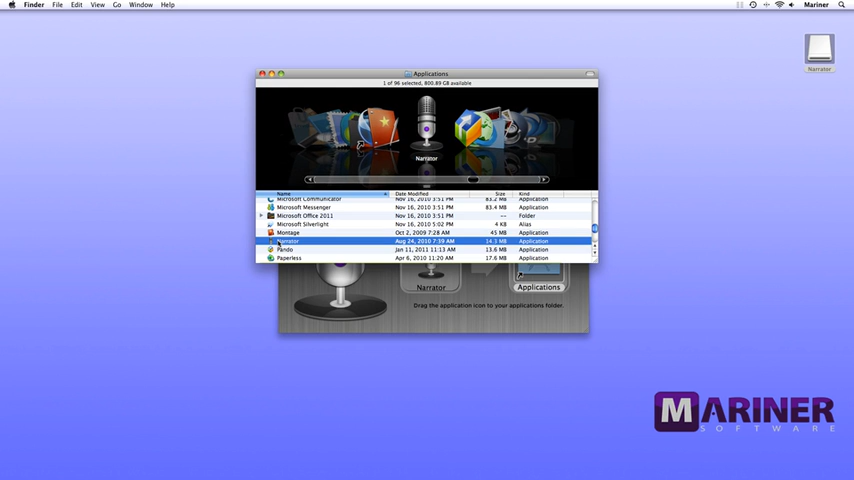 Finder File Edit View Go Window Help Mariner
Narrator
Applications
1 of 96 selected, 800.89 GB available
Narrator
Name Date Modified Size Kind
Microsoft Communicator Nov 16, 2010 3:51 PM 83.2 MB Application
Microsoft Messenger Nov 16, 2010 3:51 PM 83.4 MB Application
Microsoft Office 2011 Nov 16, 2010 3:51 PM -- Folder
Microsoft Silverlight Nov 16, 2010 5:02 PM 4 KB Alias
Montage Oct 2, 2009 7:28 AM 45 MB Application
Narrator Aug 24, 2010 7:39 AM 14.3 MB Application
Pando Jan 11, 2011 11:13 AM 13.6 MB Application
Paperless Apr 6, 2010 11:20 AM 17.6 MB Application
Narrator Applications
Drag the application icon to your applications folder.
MARINER
SOFTWARE